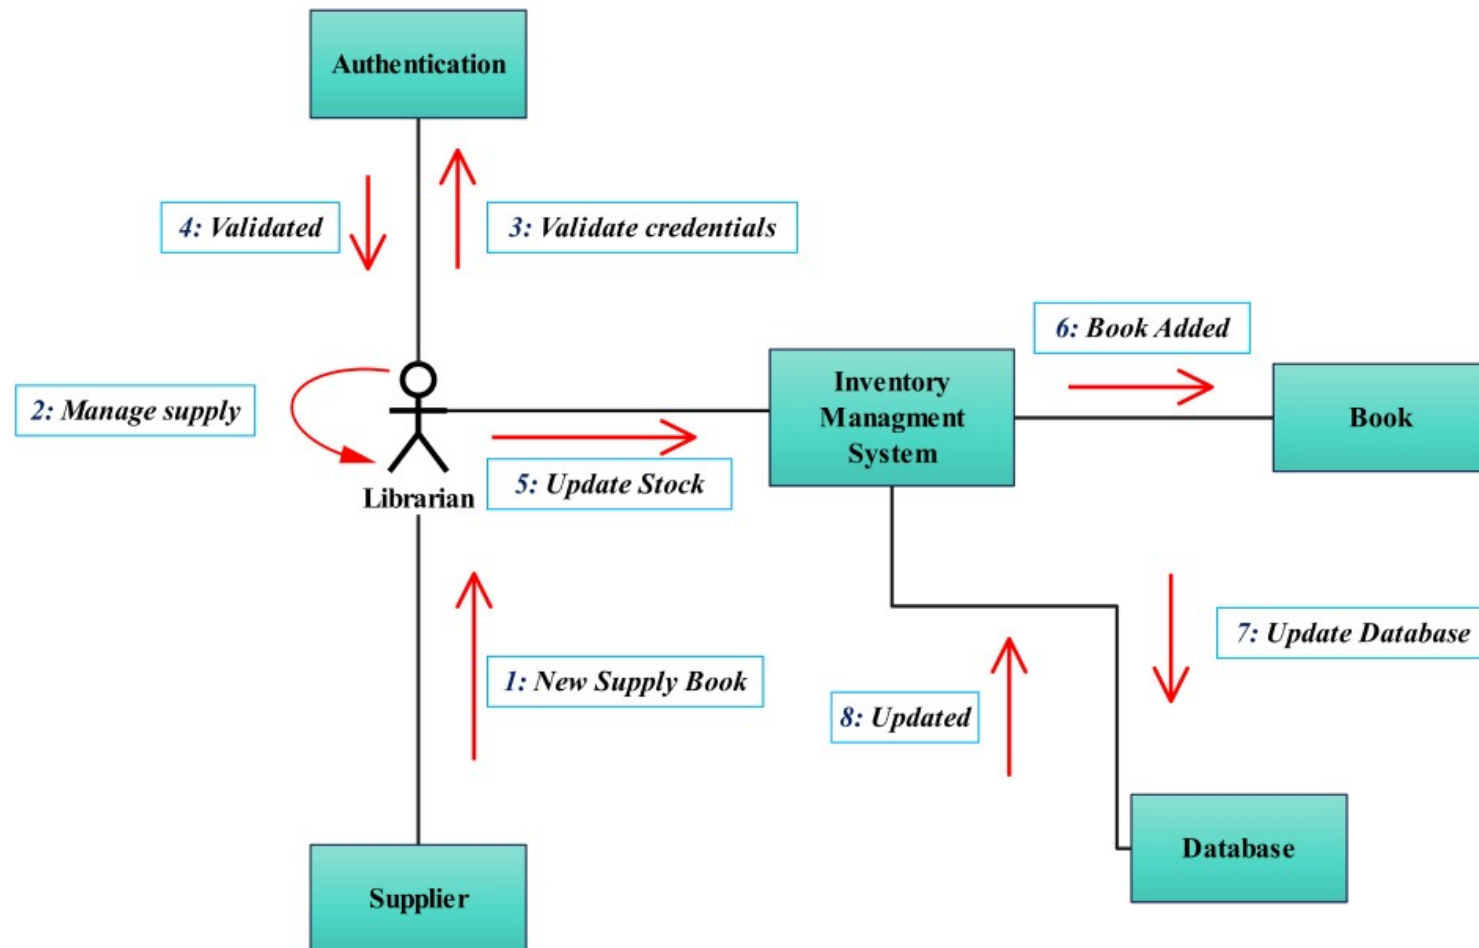 Authentication
4: Validated
3: Validate credentials
6: Book Added
2: Manage supply
Inventory
Managment
System
Book
5: Update Stock
Librarian
7: Update Database
1: New Supply Book
8: Updated
Database
Supplier